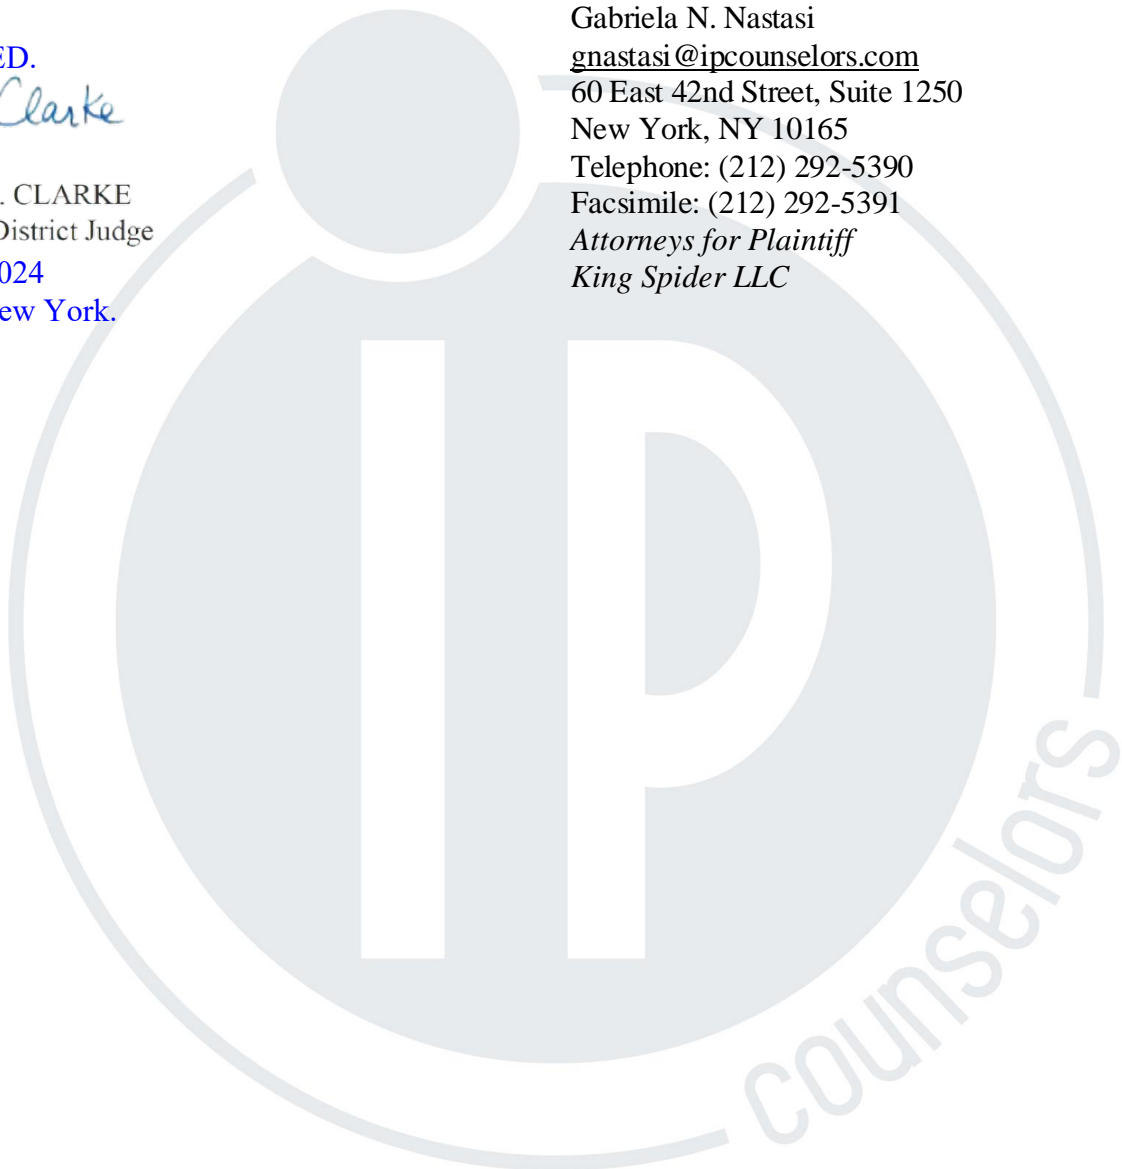 ED.
Clarke
. CLARKE
District Judge
024
ew York.
Gabriela N. Nastasi
gnastasi@ipcounselors.com
60 East 42nd Street, Suite 1250
New York, NY 10165
Telephone: (212) 292-5390
Facsimile: (212) 292-5391
Attorneys for Plaintiff
King Spider LLC
iP
counselors